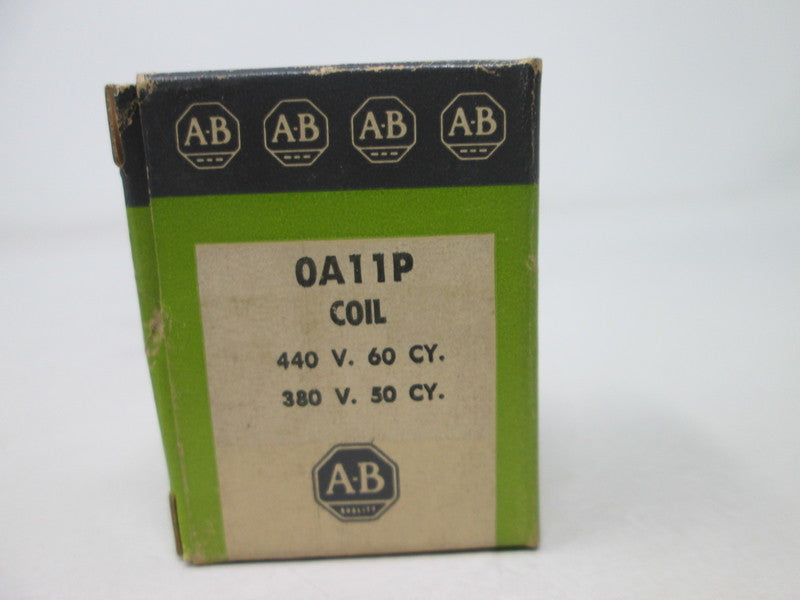 A-B A-B A-B A-B
0A11P
COIL
440 V. 60 CY.
380 V. 50 CY.
A-B
QUALITY